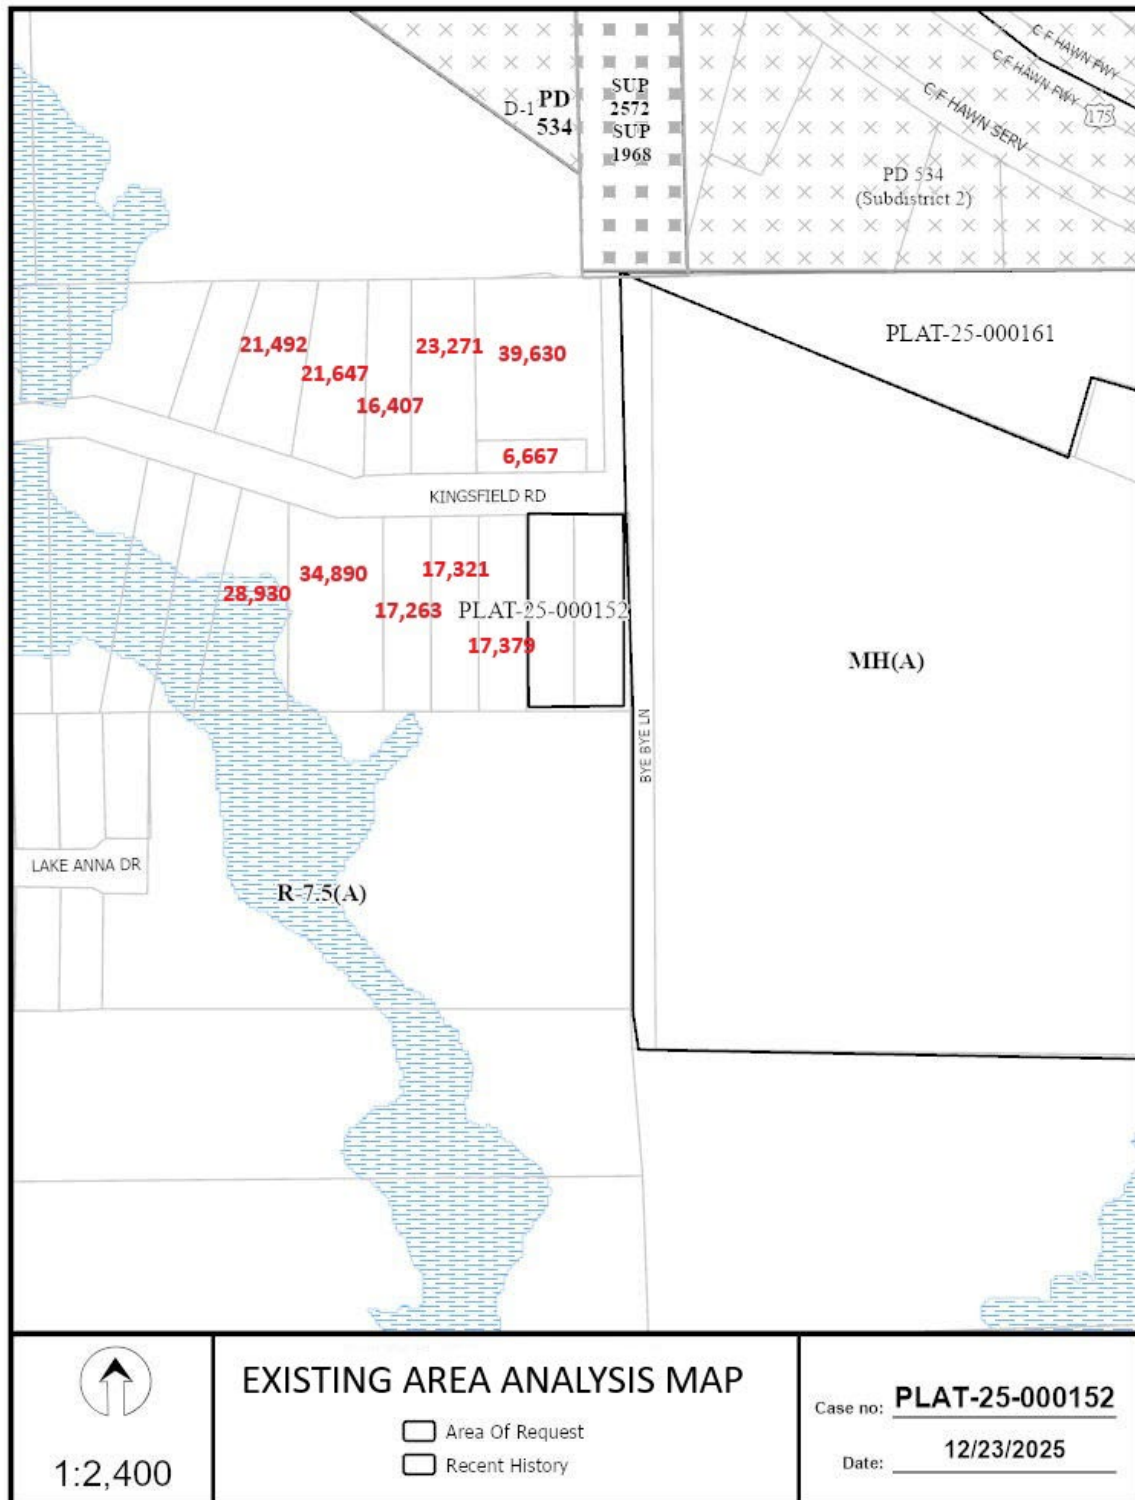 C F HAWN FWY
C F HAWN FWY
175
C F HAWN SERV
D-1 PD
534
SUP
2572
SUP
1968
PD 534
(Subdistrict 2)
PLAT-25-000161
21,492
21,647
16,407
23,271
39,630
6,667
KINGSFIELD RD
28,930
34,890
17,263
17,321
17,379
PLAT-25-000152
MH(A)
BYE BYE LN
LAKE ANNA DR
R-7.5(A)
1:2,400
EXISTING AREA ANALYSIS MAP
Area Of Request
Recent History
Case no: PLAT-25-000152
Date: 12/23/2025